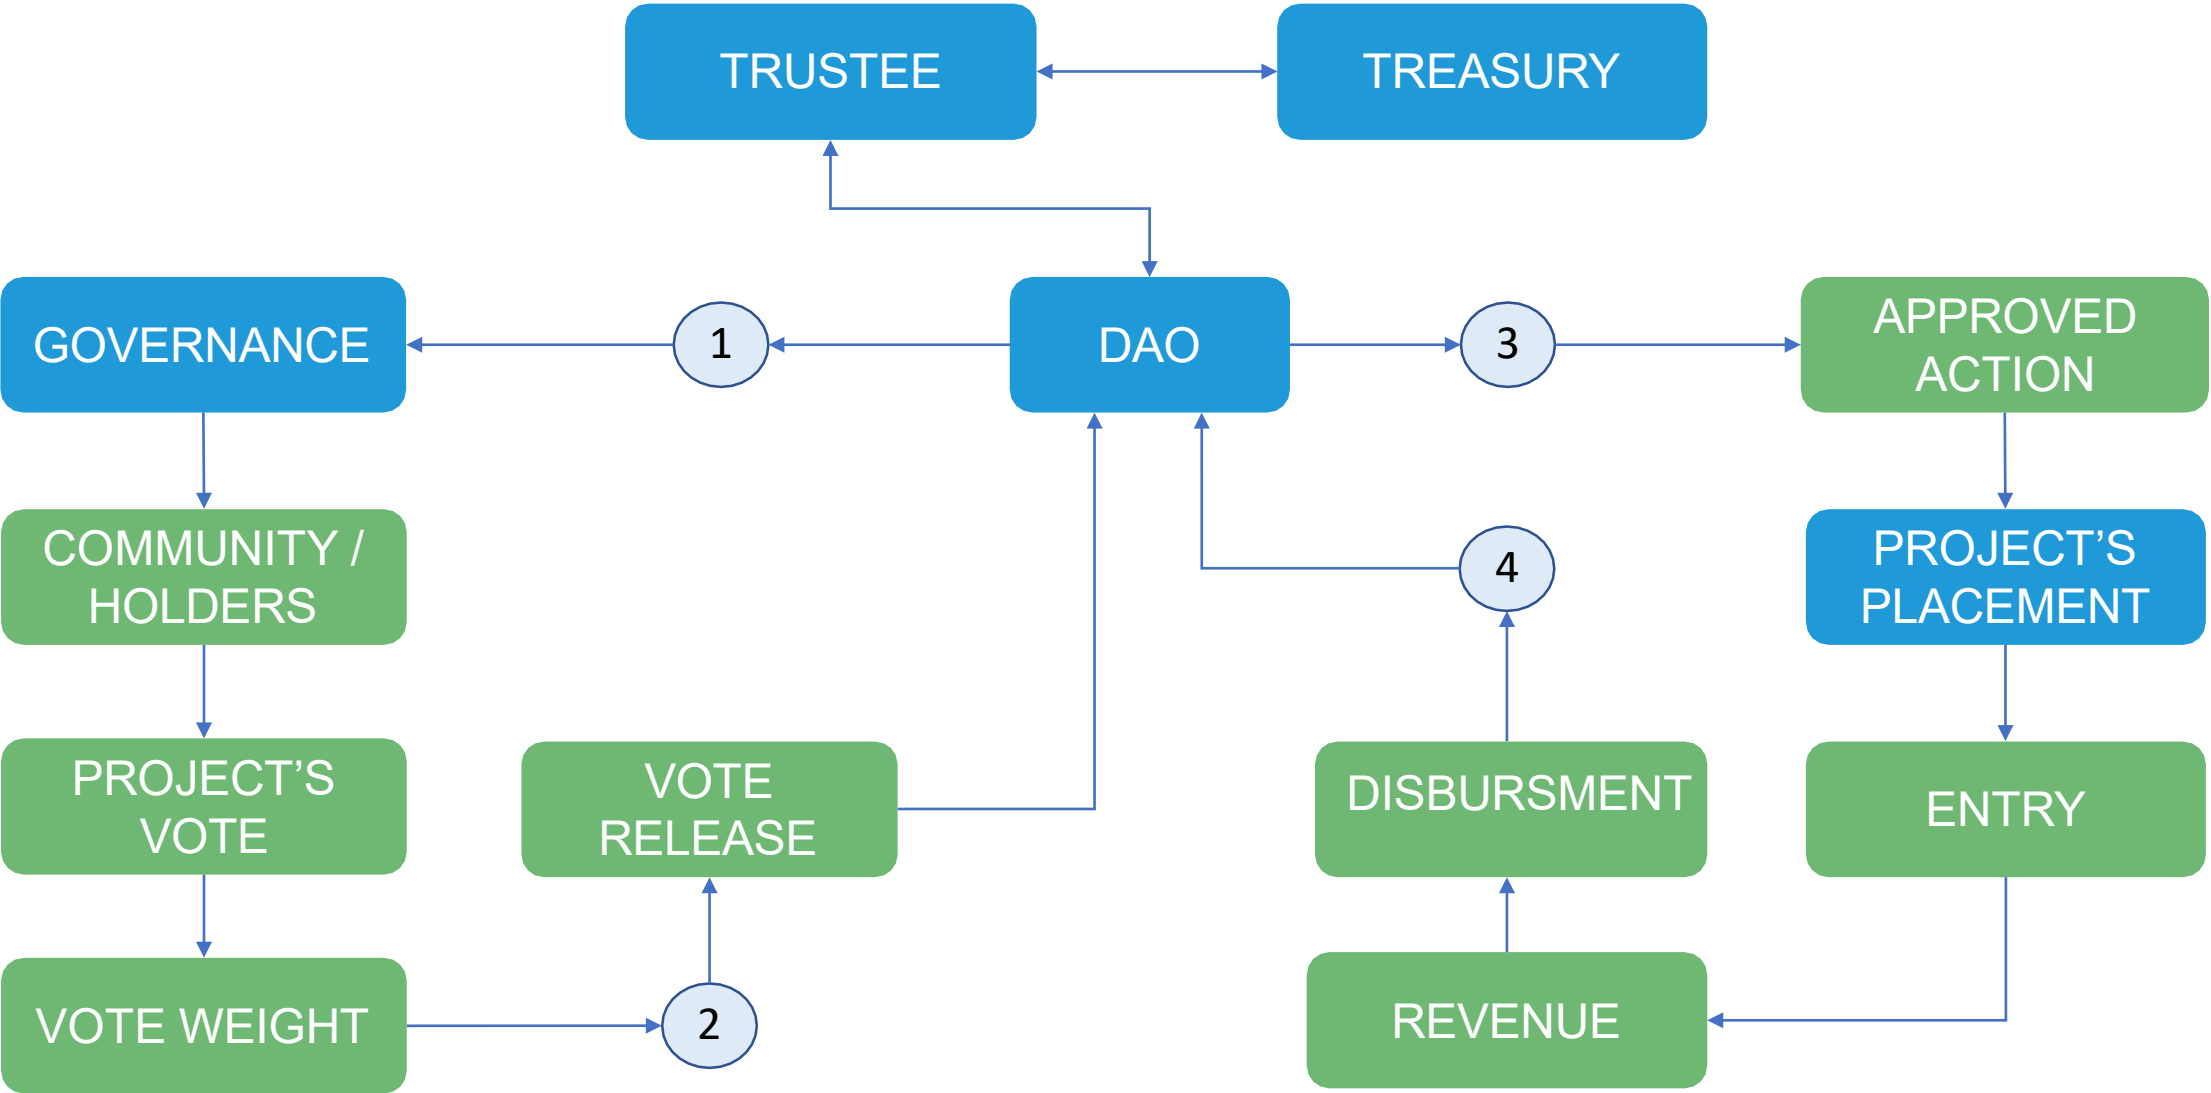 TRUSTEE
TREASURY
GOVERNANCE
1
DAO
3
APPROVED
ACTION
COMMUNITY /
HOLDERS
4
PROJECT’S
PLACEMENT
PROJECT’S
VOTE
VOTE
RELEASE
DISBURSMENT
ENTRY
VOTE WEIGHT
2
REVENUE